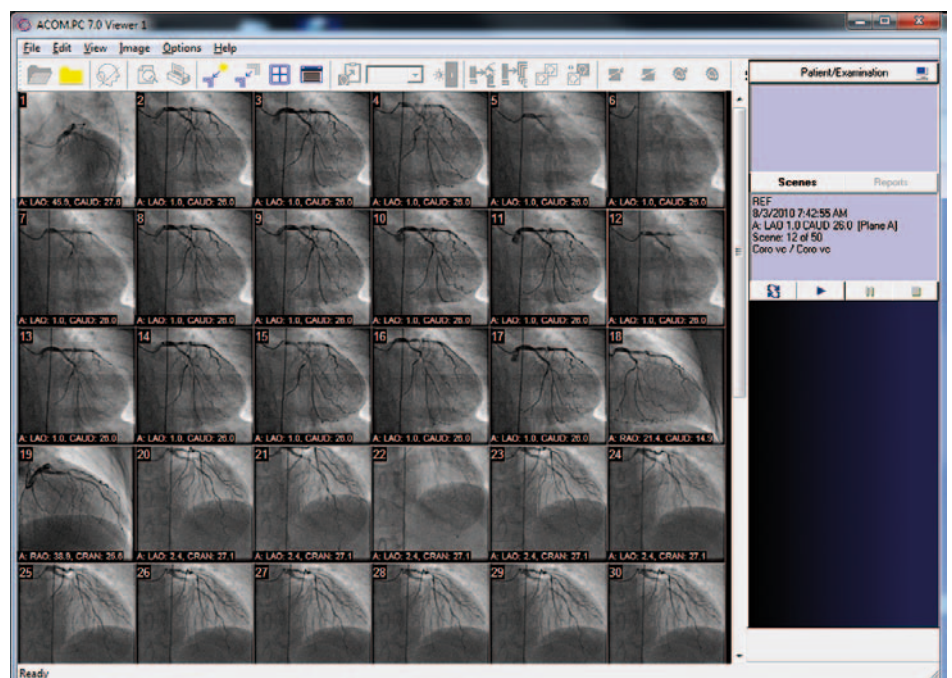 ACOM.PC 7.0 Viewer 1
File Edit View Image Options Help
Patient/Examination
Scenes Reports
REF
8/3/2010 7:42:55 AM
A: LAO 1.0 CAUD 26.0 [Plane A]
Scene: 12 of 50
Coro vc / Coro vc
1 2 3 4 5 6
A: LAO: 45.9, CAUD: 27.6
A: LAO: 1.0, CAUD: 26.0
A: LAO: 1.0, CAUD: 26.0
A: LAO: 1.0, CAUD: 26.0
A: LAO: 1.0, CAUD: 26.0
A: LAO: 1.0, CAUD: 26.0
7 8 9 10 11 12
A: LAO: 1.0, CAUD: 26.0
A: LAO: 1.0, CAUD: 26.0
A: LAO: 1.0, CAUD: 26.0
A: LAO: 1.0, CAUD: 26.0
A: LAO: 1.0, CAUD: 26.0
A: LAO: 1.0, CAUD: 26.0
13 14 15 16 17 18
A: LAO: 1.0, CAUD: 26.0
A: LAO: 1.0, CAUD: 26.0
A: LAO: 1.0, CAUD: 26.0
A: LAO: 1.0, CAUD: 26.0
A: LAO: 1.0, CAUD: 26.0
A: RAO: 21.4, CAUD: 14.9
19 20 21 22 23 24
A: RAO: 38.9, CRAN: 25.6
A: LAO: 2.4, CRAN: 27.1
A: LAO: 2.4, CRAN: 27.1
A: LAO: 2.4, CRAN: 27.1
A: LAO: 2.4, CRAN: 27.1
A: LAO: 2.4, CRAN: 27.1
25 26 27 28 29 30
Ready